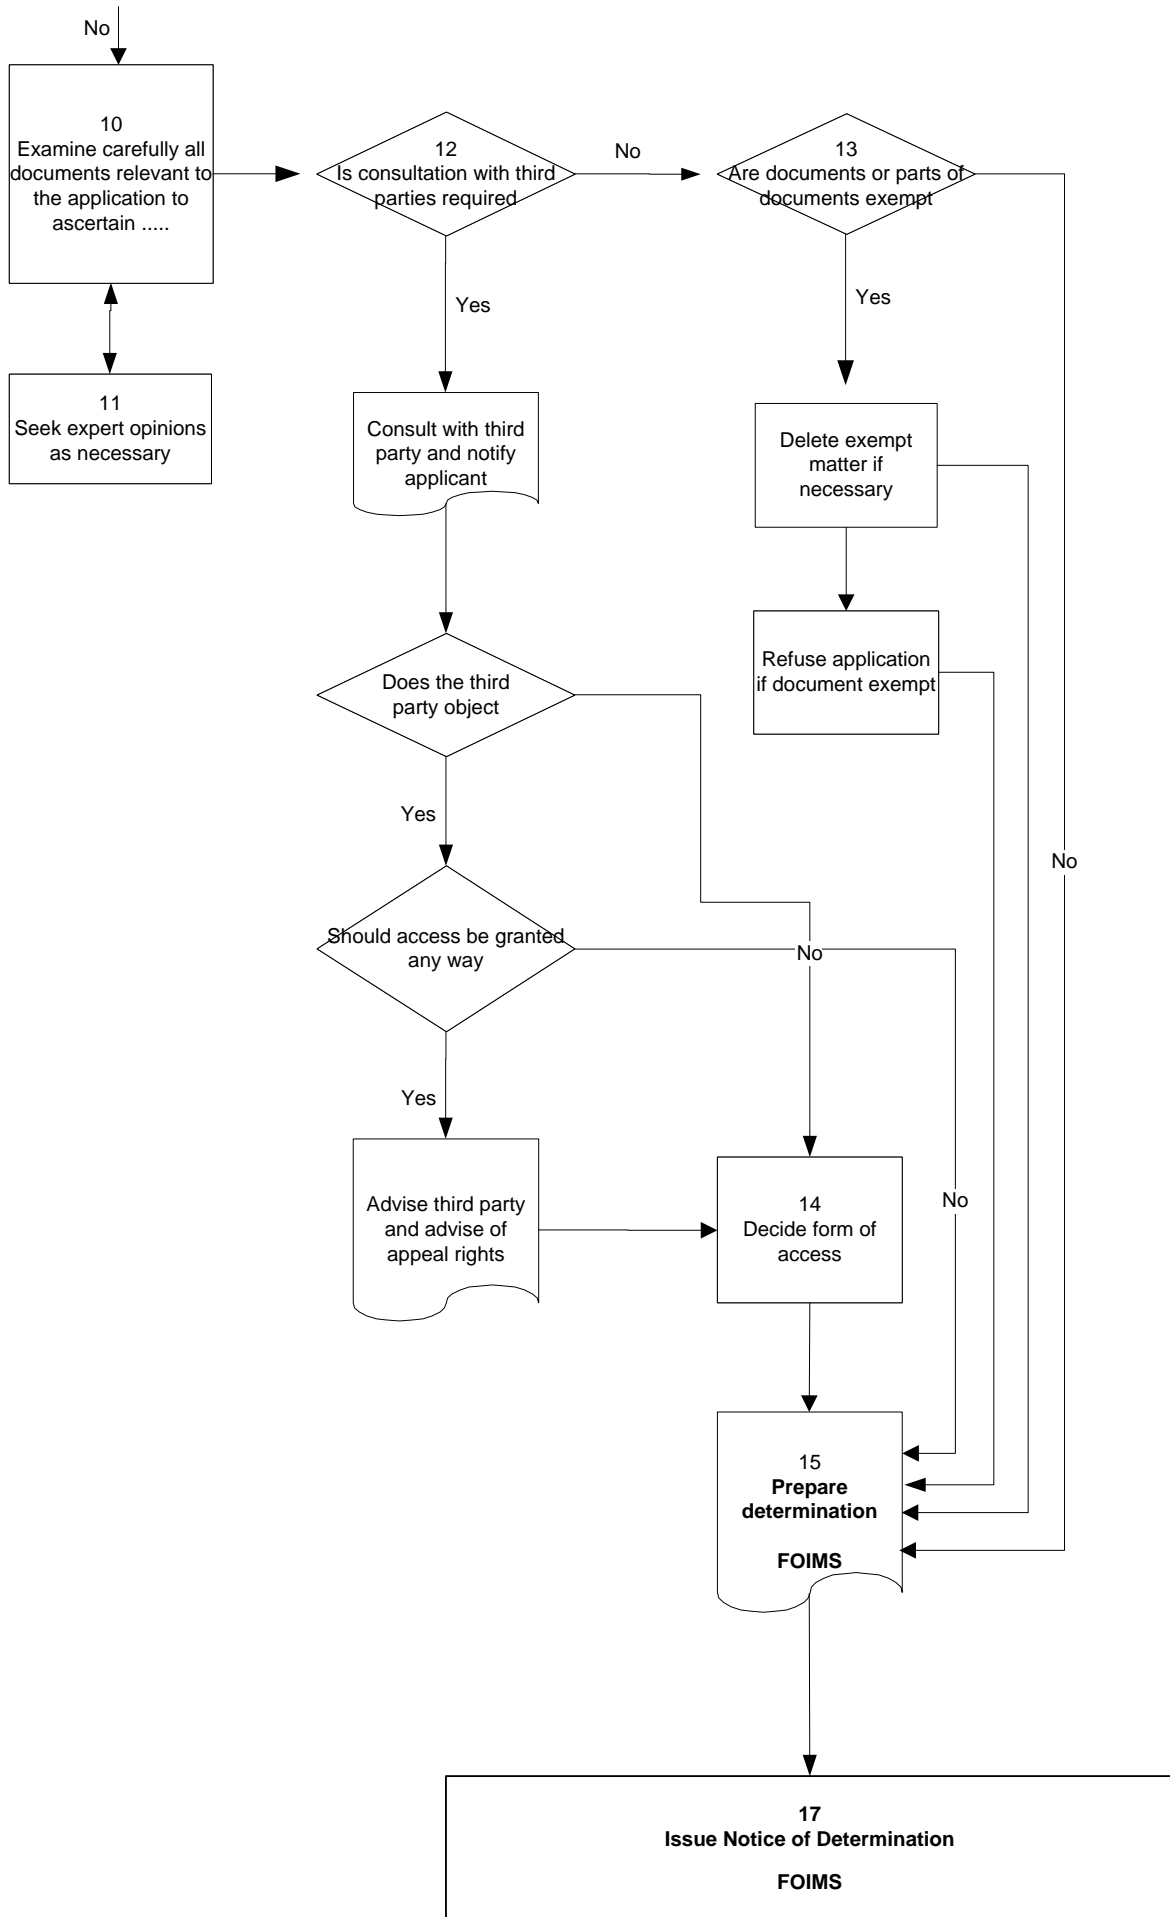 No
10
Examine carefully all
documents relevant to
the application to
ascertain .....
11
Seek expert opinions
as necessary
12
Is consultation with third
parties required
No
13
Are documents or parts of
documents exempt
Yes
Yes
Consult with third
party and notify
applicant
Delete exempt
matter if
necessary
Refuse application
if document exempt
Does the third
party object
Yes
No
Should access be granted
any way
No
Yes
No
Advise third party
and advise of
appeal rights
14
Decide form of
access
15
Prepare
determination
FOIMS
17
Issue Notice of Determination
FOIMS